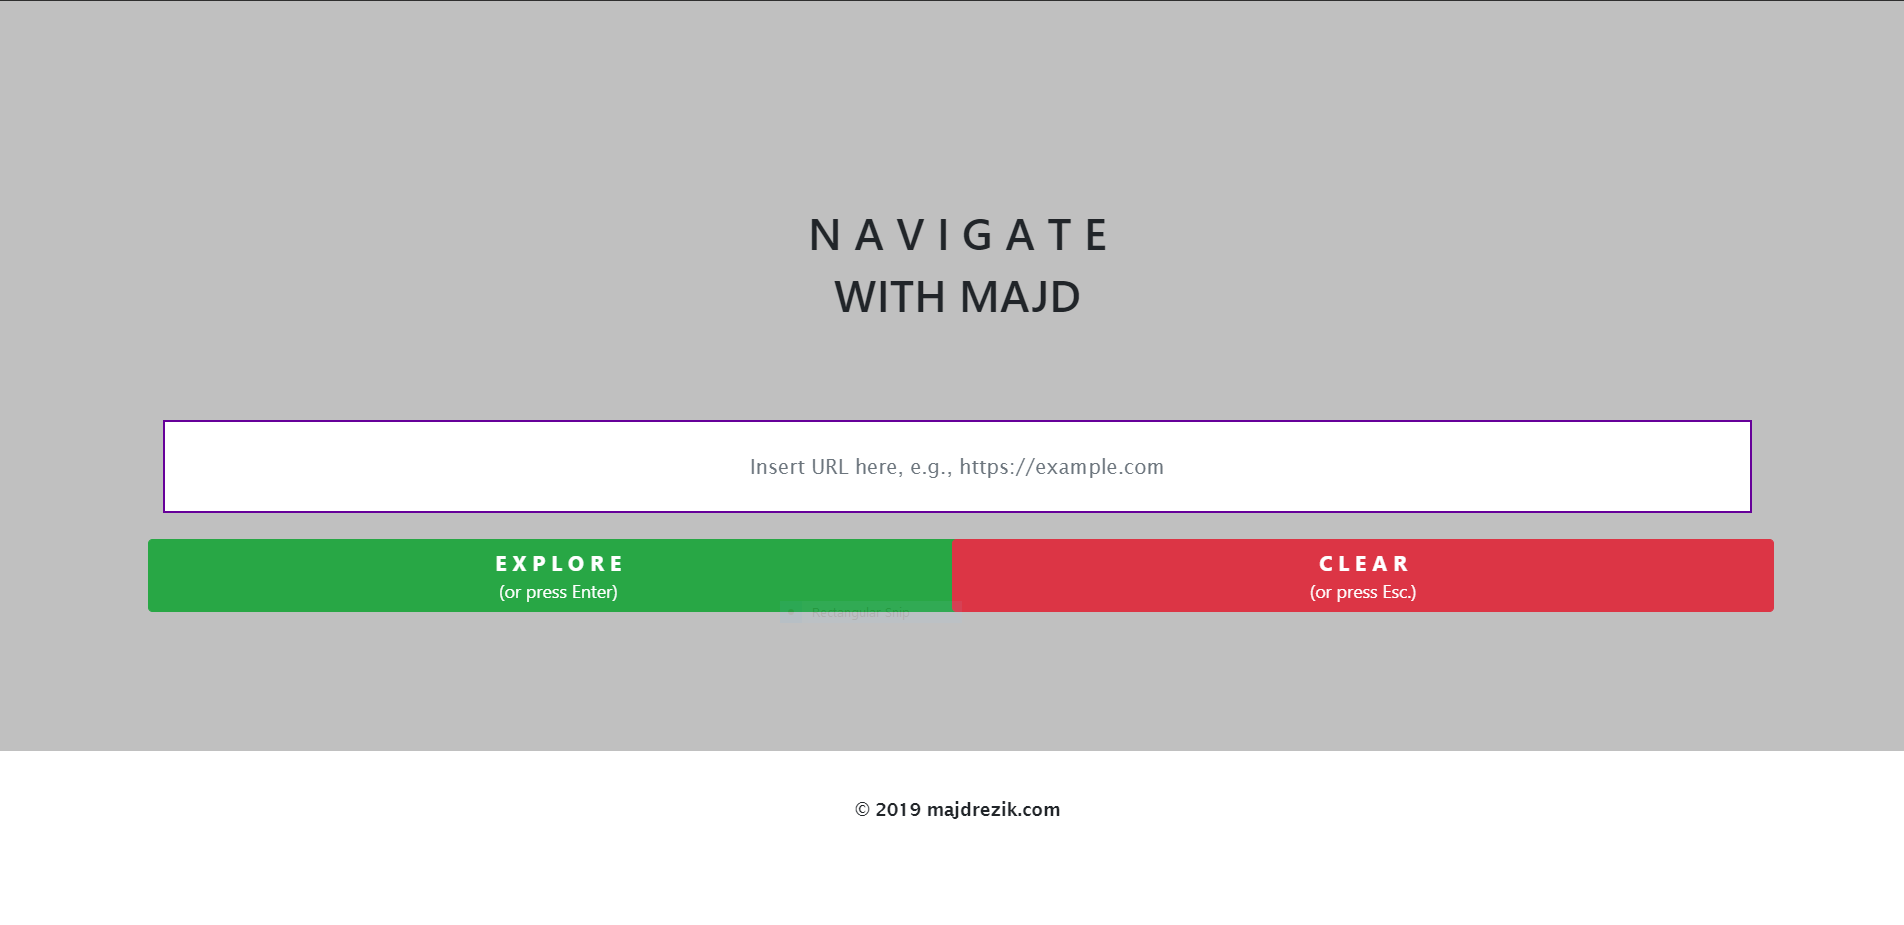 N A V I G A T E
WITH MAJD
Insert URL here, e.g., https://example.com
EXPLORE
(or press Enter)
CLEAR
(or press Esc.)
Rectangular Snip
© 2019 majdrezik.com